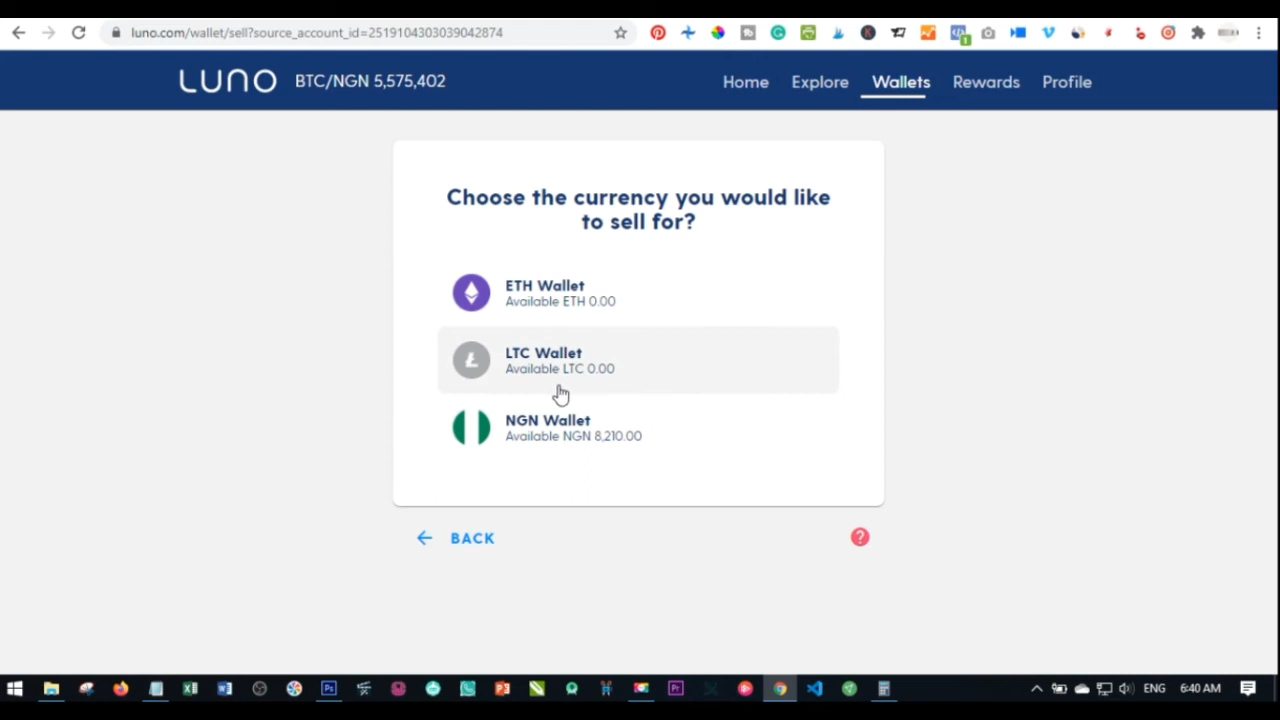 luno.com/wallet/sell?source_account_id=2519104303039042874
LUNO BTC/NGN 5,575,402 Home Explore Wallets Rewards Profile
Choose the currency you would like
to sell for?
ETH Wallet
Available ETH 0.00
LTC Wallet
Available LTC 0.00
NGN Wallet
Available NGN 8,210.00
BACK
ENG 6:40 AM